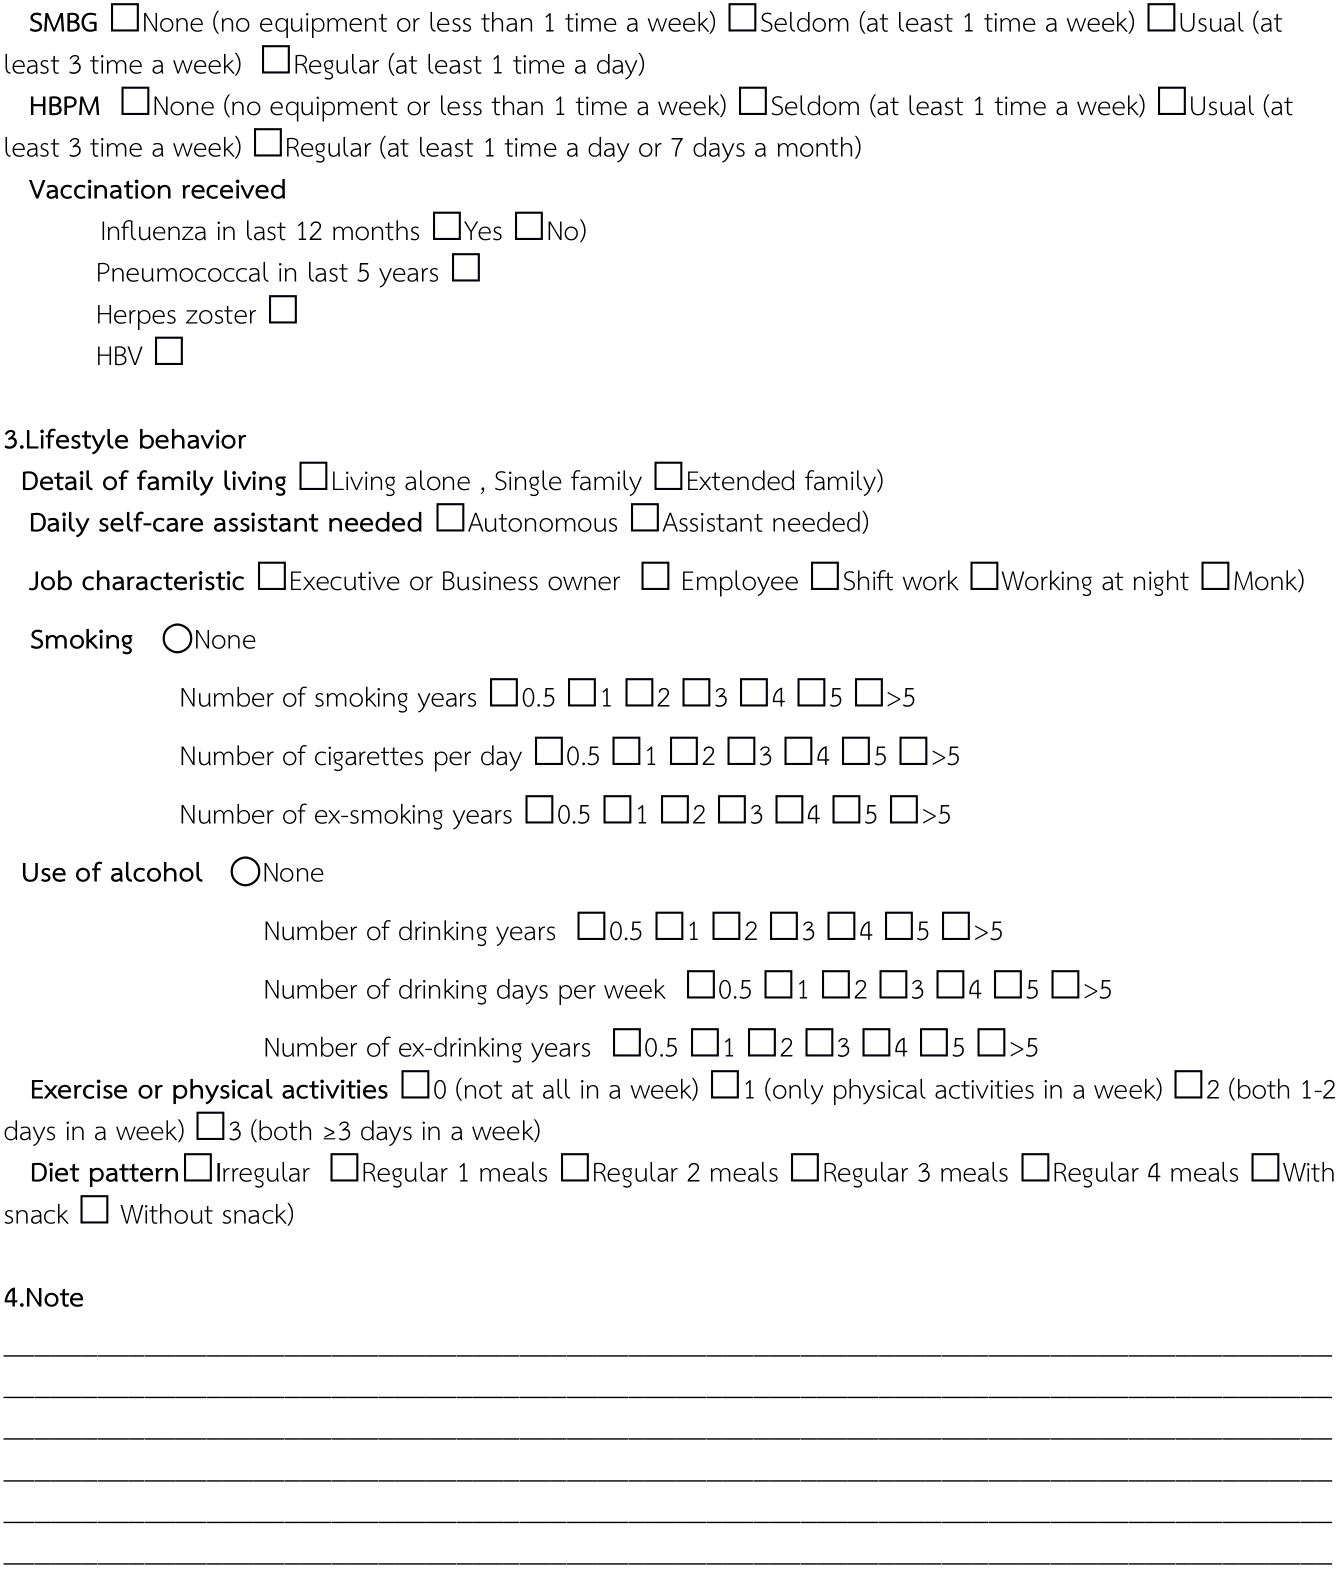 SMBG ☐None (no equipment or less than 1 time a week) ☐Seldom (at least 1 time a week) ☐Usual (at
least 3 time a week) ☐Regular (at least 1 time a day)
HBPM ☐None (no equipment or less than 1 time a week) ☐Seldom (at least 1 time a week) ☐Usual (at
least 3 time a week) ☐Regular (at least 1 time a day or 7 days a month)
Vaccination received
Influenza in last 12 months ☐Yes ☐No)
Pneumococcal in last 5 years ☐
Herpes zoster ☐
HBV ☐
3.Lifestyle behavior
Detail of family living ☐Living alone , Single family ☐Extended family)
Daily self-care assistant needed ☐Autonomous ☐Assistant needed)
Job characteristic ☐Executive or Business owner ☐ Employee ☐Shift work ☐Working at night ☐Monk)
Smoking ◯None
Number of smoking years ☐0.5 ☐1 ☐2 ☐3 ☐4 ☐5 ☐>5
Number of cigarettes per day ☐0.5 ☐1 ☐2 ☐3 ☐4 ☐5 ☐>5
Number of ex-smoking years ☐0.5 ☐1 ☐2 ☐3 ☐4 ☐5 ☐>5
Use of alcohol ◯None
Number of drinking years ☐0.5 ☐1 ☐2 ☐3 ☐4 ☐5 ☐>5
Number of drinking days per week ☐0.5 ☐1 ☐2 ☐3 ☐4 ☐5 ☐>5
Number of ex-drinking years ☐0.5 ☐1 ☐2 ☐3 ☐4 ☐5 ☐>5
Exercise or physical activities ☐0 (not at all in a week) ☐1 (only physical activities in a week) ☐2 (both 1-2
days in a week) ☐3 (both ≥3 days in a week)
Diet pattern☐Irregular ☐Regular 1 meals ☐Regular 2 meals ☐Regular 3 meals ☐Regular 4 meals ☐With
snack ☐ Without snack)
4.Note